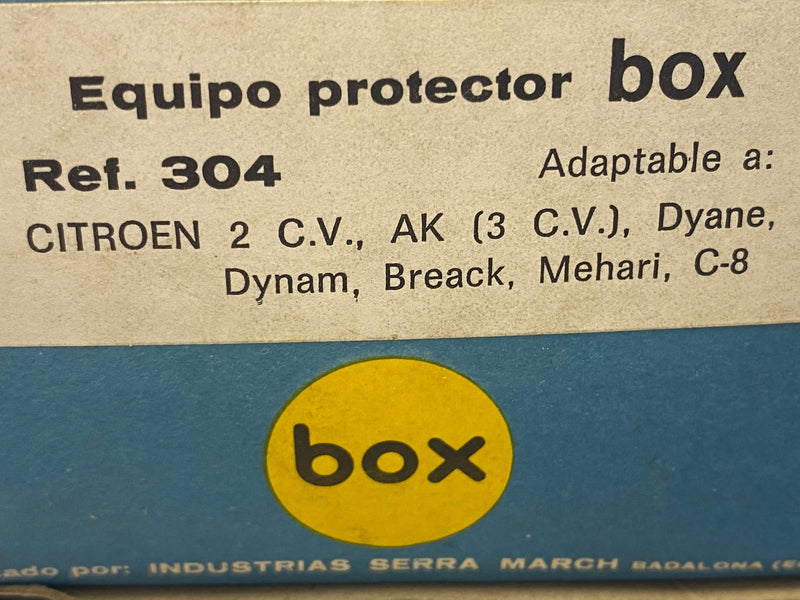 Equipo protector box
Ref. 304 Adaptable a:
CITROEN 2 C.V., AK (3 C.V.), Dyane,
Dynam, Breack, Mehari, C-8
box
por: INDUSTRIAS SERRA MARCH BADALONA